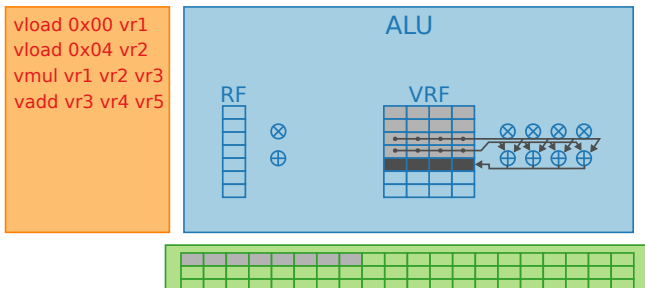 vload 0x00 vr1
vload 0x04 vr2
vmul vr1 vr2 vr3
vadd vr3 vr4 vr5
ALU
RF
VRF